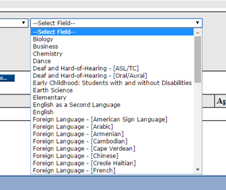 --Select Field--
--Select Field--
Biology
Business
Chemistry
Dance
Deaf and Hard-of-Hearing - [ASL/TC]
Deaf and Hard-of-Hearing - [Oral/Aural]
Early Childhood: Students with and without Disabilities
Earth Science
Elementary
English as a Second Language
English
Foreign Language - [American Sign Language]
Foreign Language - [Arabic]
Foreign Language - [Armenian]
Foreign Language - [Cambodian]
Foreign Language - [Cape Verdean]
Foreign Language - [Chinese]
Foreign Language - [Creole Haitian]
Foreign Language - [French]
Ap